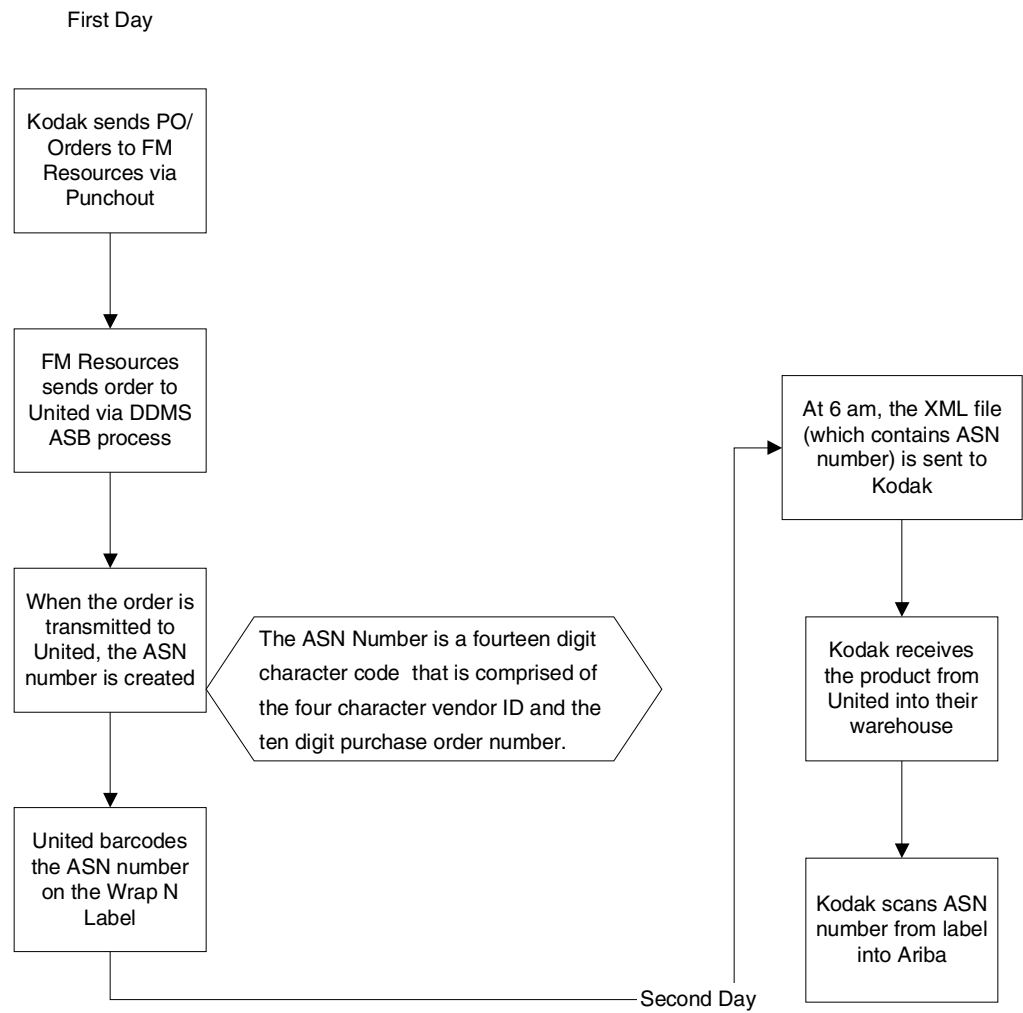 First Day
Kodak sends PO/
Orders to FM
Resources via
Punchout
FM Resources
sends order to
United via DDMS
ASB process
When the order is
transmitted to
United, the ASN
number is created
The ASN Number is a fourteen digit
character code  that is comprised of
the four character vendor ID and the
ten digit purchase order number.
United barcodes
the ASN number
on the Wrap N
Label
Second Day
At 6 am, the XML file
(which contains ASN
number) is sent to
Kodak
Kodak receives
the product from
United into their
warehouse
Kodak scans ASN
number from label
into Ariba